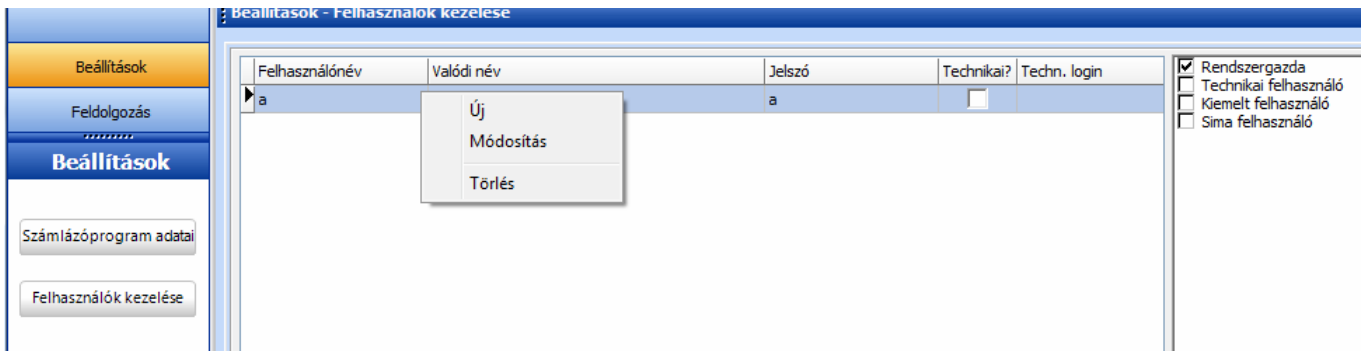 Beállítások - Felhasználók kezelése
Beállítások
Feldolgozás
Beállítások
Számlázóprogram adatai
Felhasználók kezelése
Felhasználónév Valódi név Jelszó Technikai? Techn. login
a a
Új
Módosítás
Törlés
Rendszergazda
Technikai felhasználó
Kiemelt felhasználó
Sima felhasználó